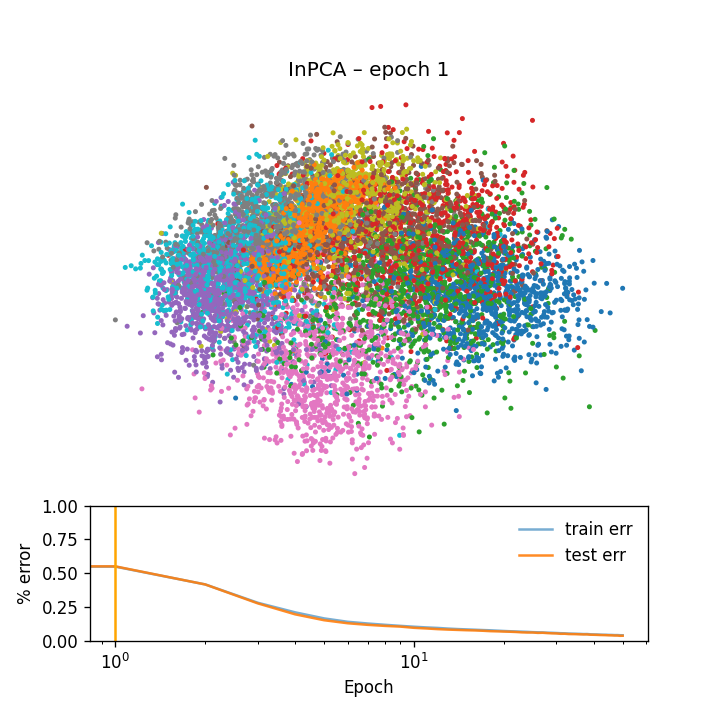 InPCA – epoch 1
1.00
0.75
0.50
0.25
0.00
% error
train err
test err
10⁰
10¹
Epoch